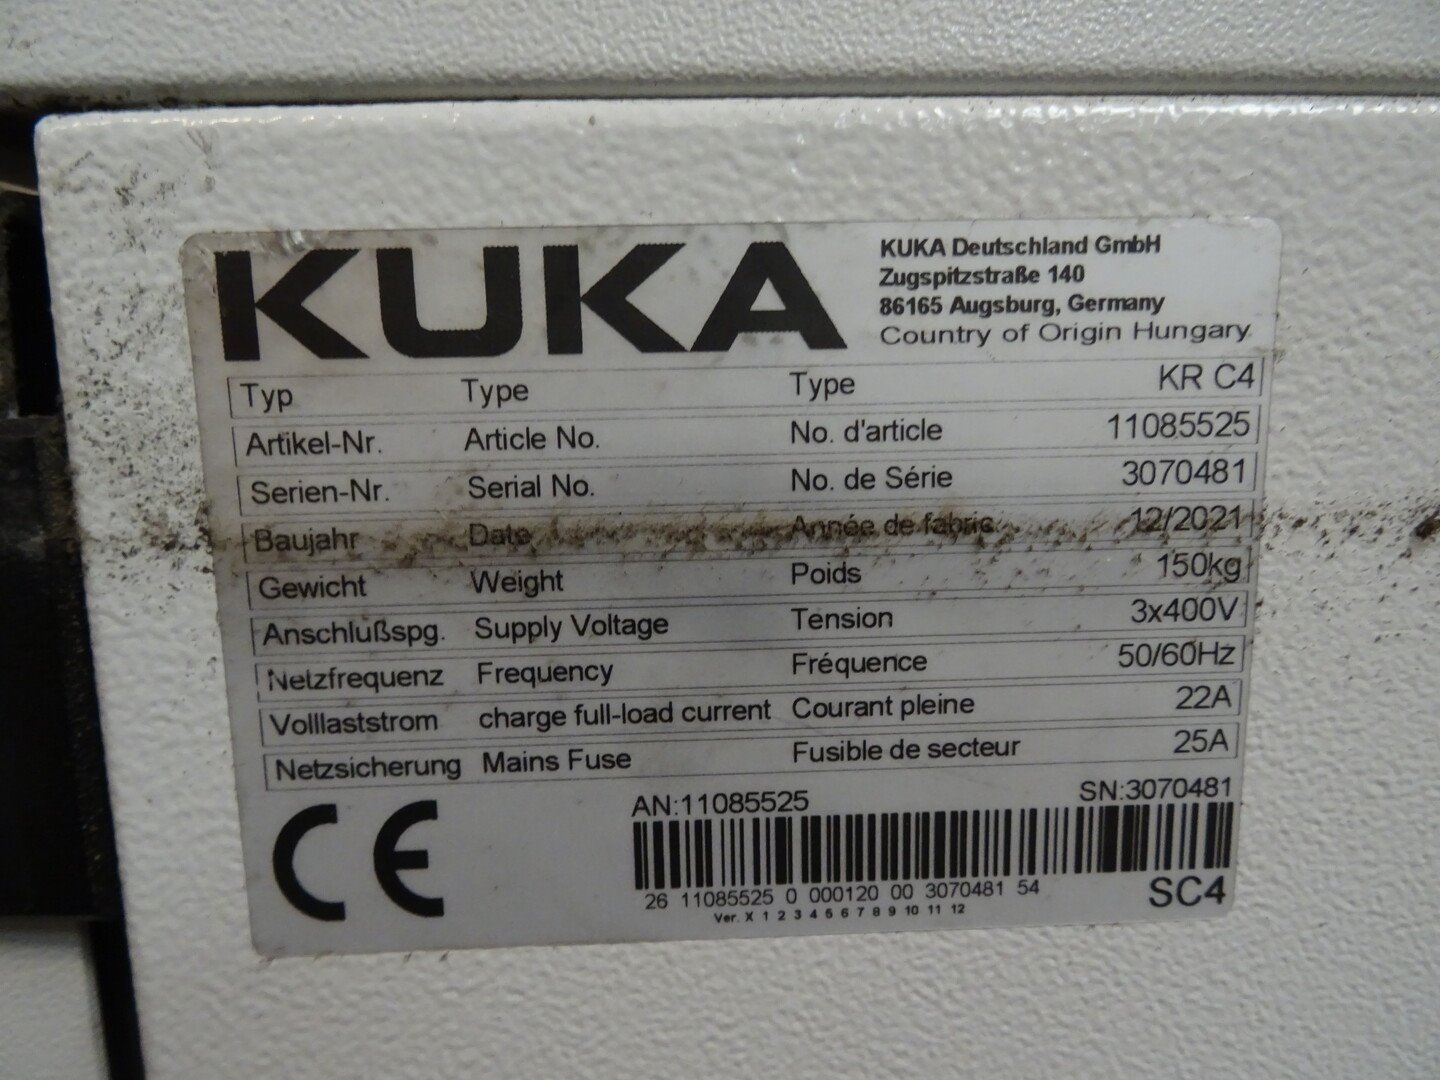 KUKA
KUKA Deutschland GmbH
Zugspitzstraße 140
86165 Augsburg, Germany
Country of Origin Hungary
Typ Type Type KR C4
Artikel-Nr. Article No. No. d'article 11085525
Serien-Nr. Serial No. No. de Série 3070481
Baujahr Date Année de fabric. 12/2021
Gewicht Weight Poids 150kg
Anschlußspg. Supply Voltage Tension 3x400V
Netzfrequenz Frequency Fréquence 50/60Hz
Volllaststrom charge full-load current Courant pleine 22A
Netzsicherung Mains Fuse Fusible de secteur 25A
CE
AN:11085525 SN:3070481
26 11085525 0 000120 00 3070481 54
Ver. X 1 2 3 4 5 6 7 8 9 10 11 12
SC4